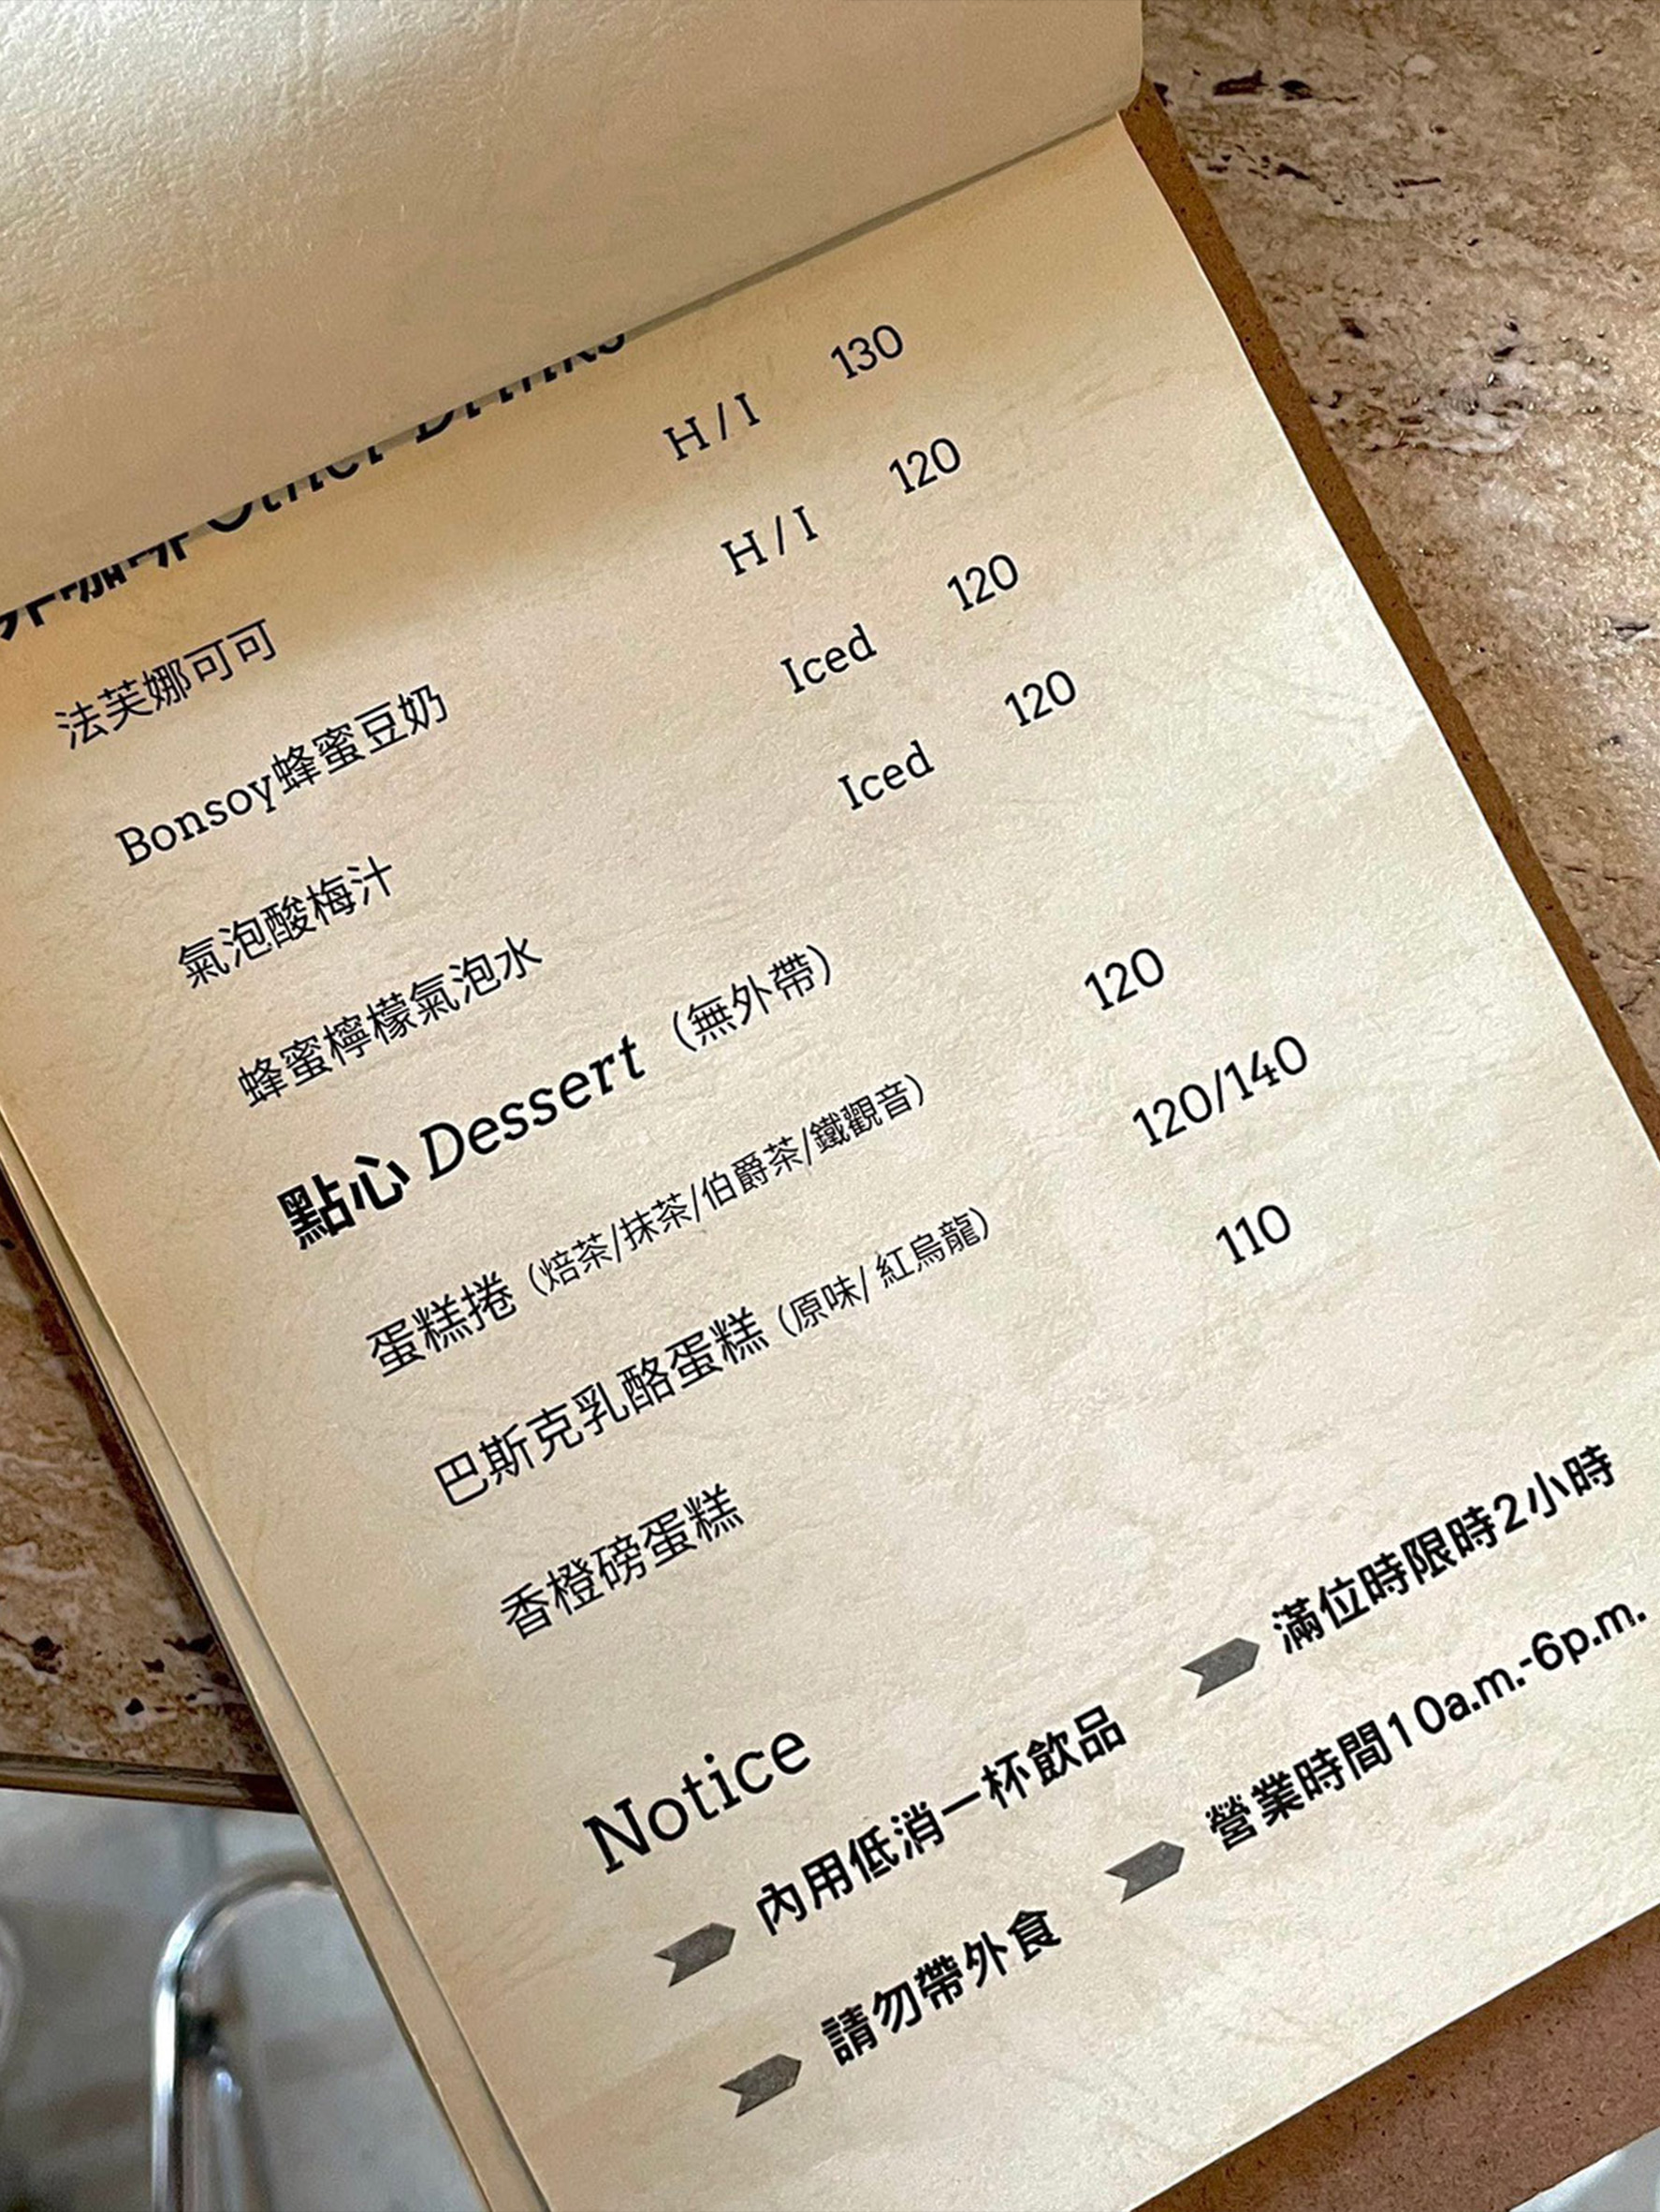 非咖啡 Other Drinks
法芙娜可可 H / I 130
Bonsoy蜂蜜豆奶 H / I 120
氣泡酸梅汁 Iced 120
蜂蜜檸檬氣泡水 Iced 120
點心 Dessert（無外帶）
蛋糕捲（焙茶/抹茶/伯爵茶/鐵觀音） 120
巴斯克乳酪蛋糕（原味/ 紅烏龍） 120/140
香橙磅蛋糕 110
Notice
內用低消一杯飲品 滿位時限時2小時
請勿帶外食 營業時間10a.m.-6p.m.